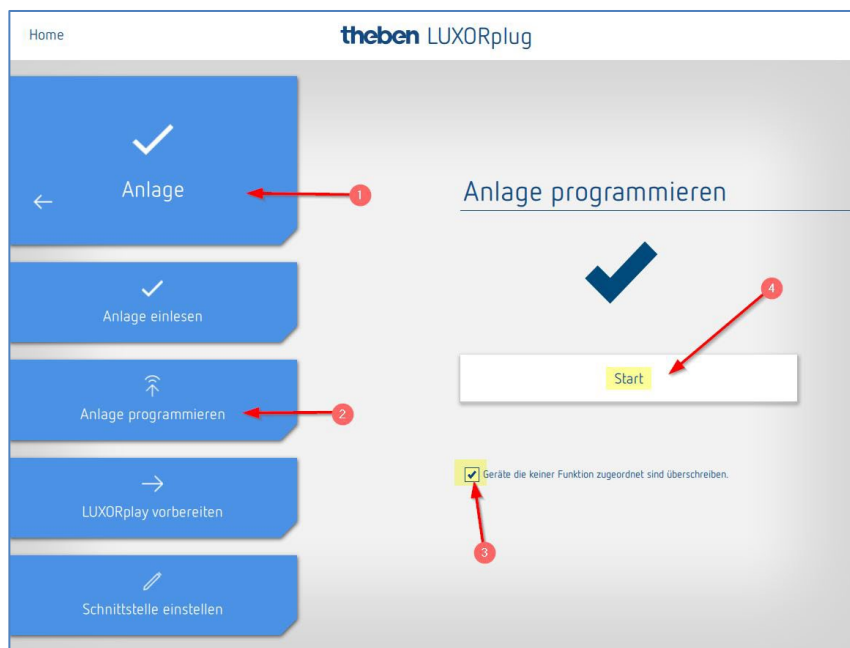 Home
theben LUXORplug
Anlage
1
Anlage programmieren
4
Anlage einlesen
Start
Anlage programmieren
2
Geräte die keiner Funktion zugeordnet sind überschreiben.
LUXORplay vorbereiten
3
Schnittstelle einstellen